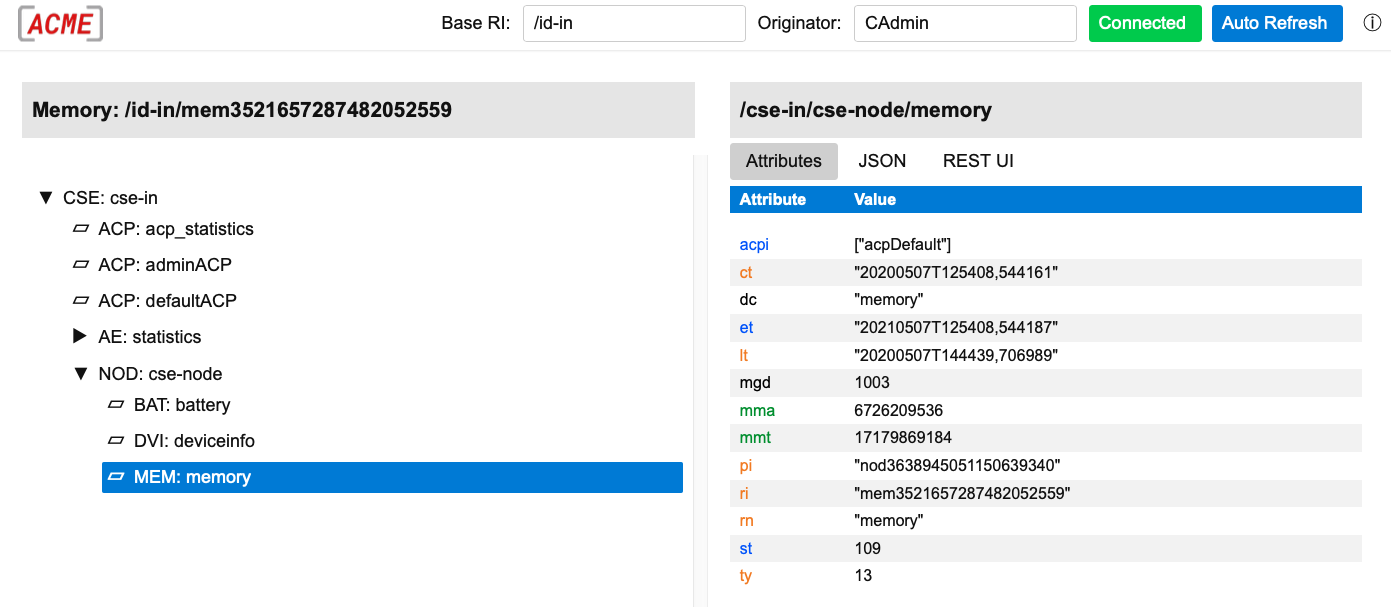 [ACME]
Base RI: /id-in Originator: CAdmin Connected Auto Refresh ⓘ
Memory: /id-in/mem3521657287482052559
CSE: cse-in
ACP: acp_statistics
ACP: adminACP
ACP: defaultACP
AE: statistics
NOD: cse-node
BAT: battery
DVI: deviceinfo
MEM: memory
/cse-in/cse-node/memory
Attributes JSON REST UI
Attribute Value
acpi ["acpDefault"]
ct "20200507T125408,544161"
dc "memory"
et "20210507T125408,544187"
lt "20200507T144439,706989"
mgd 1003
mma 6726209536
mmt 17179869184
pi "nod3638945051150639340"
ri "mem3521657287482052559"
rn "memory"
st 109
ty 13